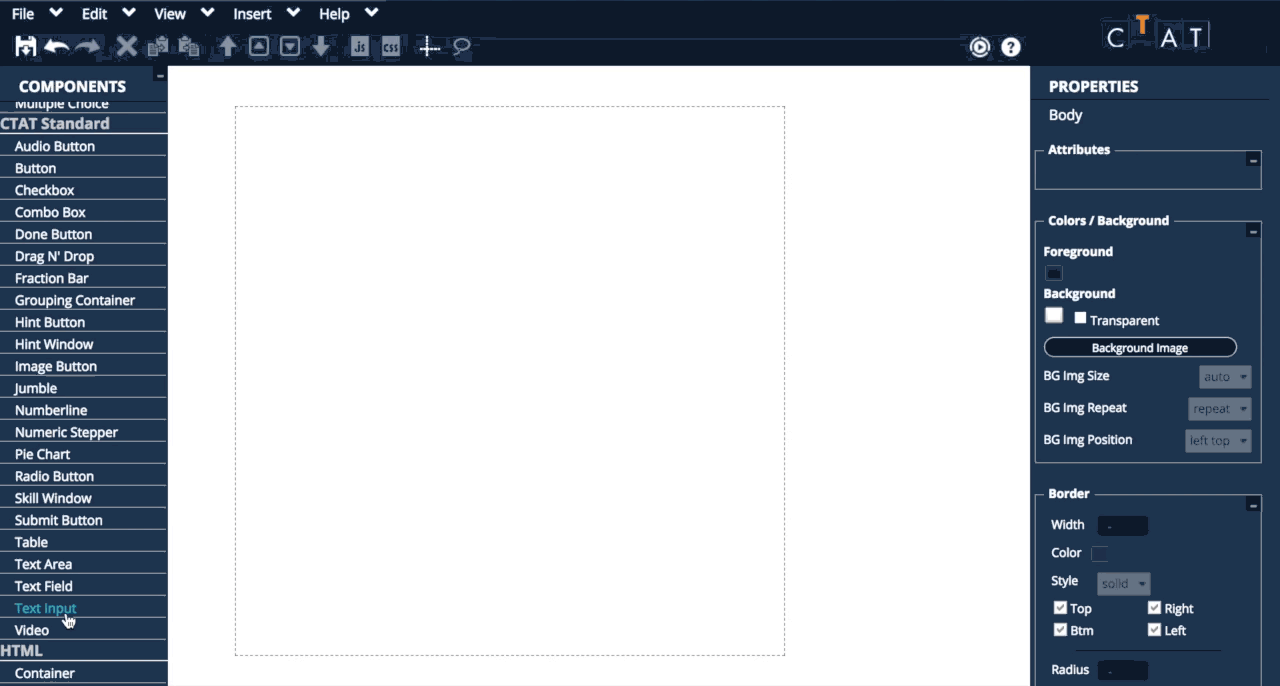 File Edit View Insert Help
.js css ?
CTAT
COMPONENTS
Multiple Choice
CTAT Standard
Audio Button
Button
Checkbox
Combo Box
Done Button
Drag N' Drop
Fraction Bar
Grouping Container
Hint Button
Hint Window
Image Button
Jumble
Numberline
Numeric Stepper
Pie Chart
Radio Button
Skill Window
Submit Button
Table
Text Area
Text Field
Text Input
Video
HTML
Container
PROPERTIES
Body
Attributes
Colors / Background
Foreground
Background
Transparent
Background Image
BG Img Size auto
BG Img Repeat repeat
BG Img Position left top
Border
Width -
Color
Style solid
Top Right
Btm Left
Radius -